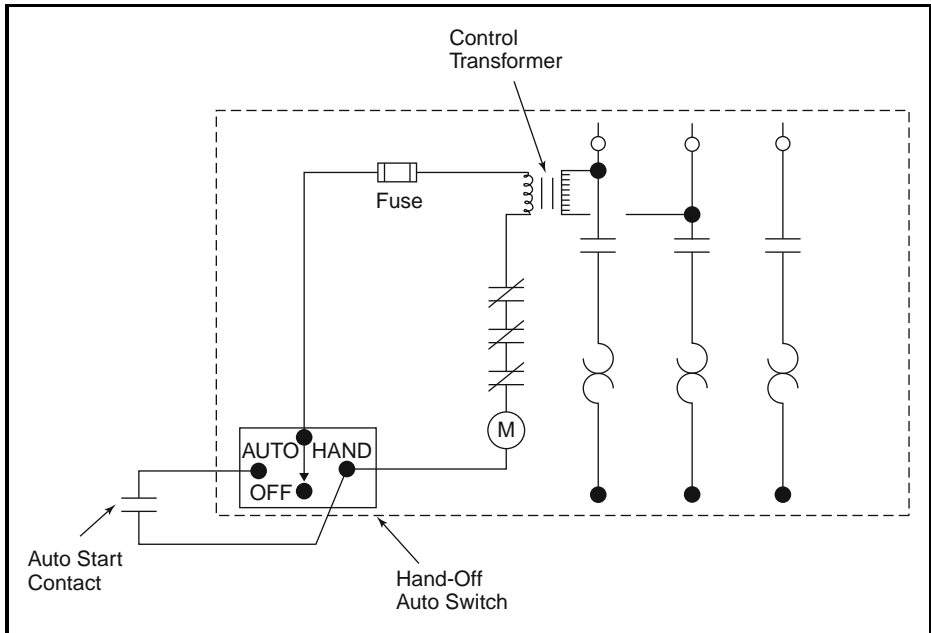 Control
Transformer
Fuse
M
AUTO HAND
OFF
Auto Start
Contact
Hand-Off
Auto Switch